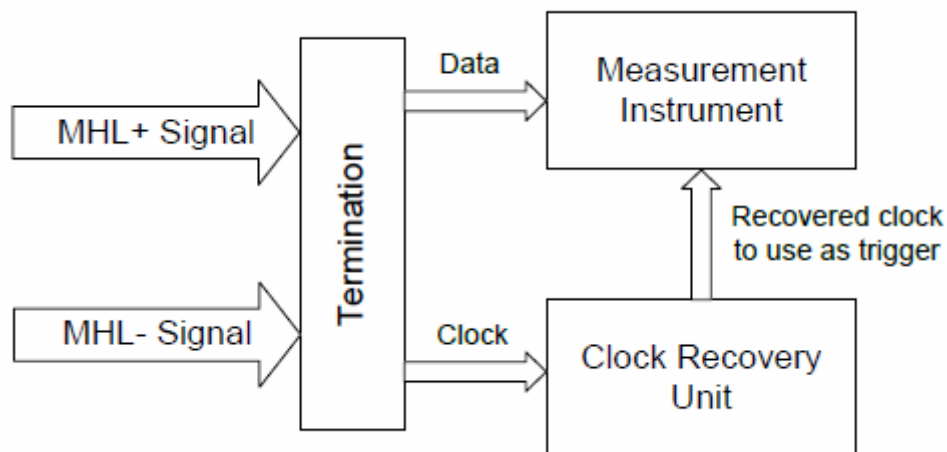 MHL+ Signal
MHL- Signal
Termination
Data
Clock
Measurement
Instrument
Recovered clock
to use as trigger
Clock Recovery
Unit